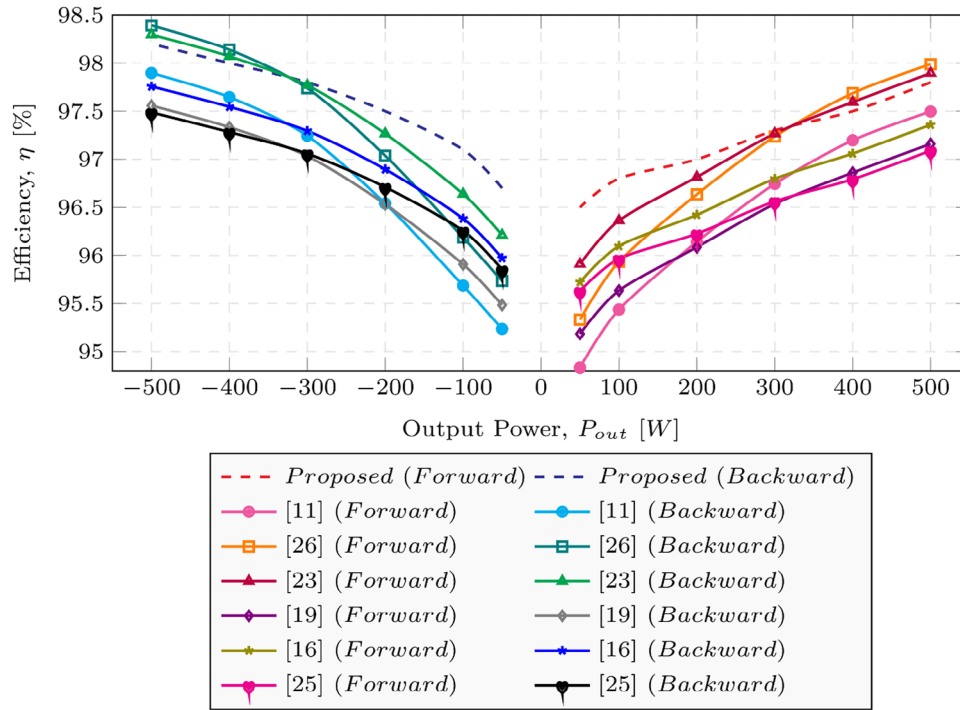 98.5
98
97.5
97
96.5
96
95.5
95
Efficiency, η [%]
−500 −400 −300 −200 −100 0 100 200 300 400 500
Output Power, P_out [W]
Proposed (Forward) Proposed (Backward)
[11] (Forward) [11] (Backward)
[26] (Forward) [26] (Backward)
[23] (Forward) [23] (Backward)
[19] (Forward) [19] (Backward)
[16] (Forward) [16] (Backward)
[25] (Forward) [25] (Backward)